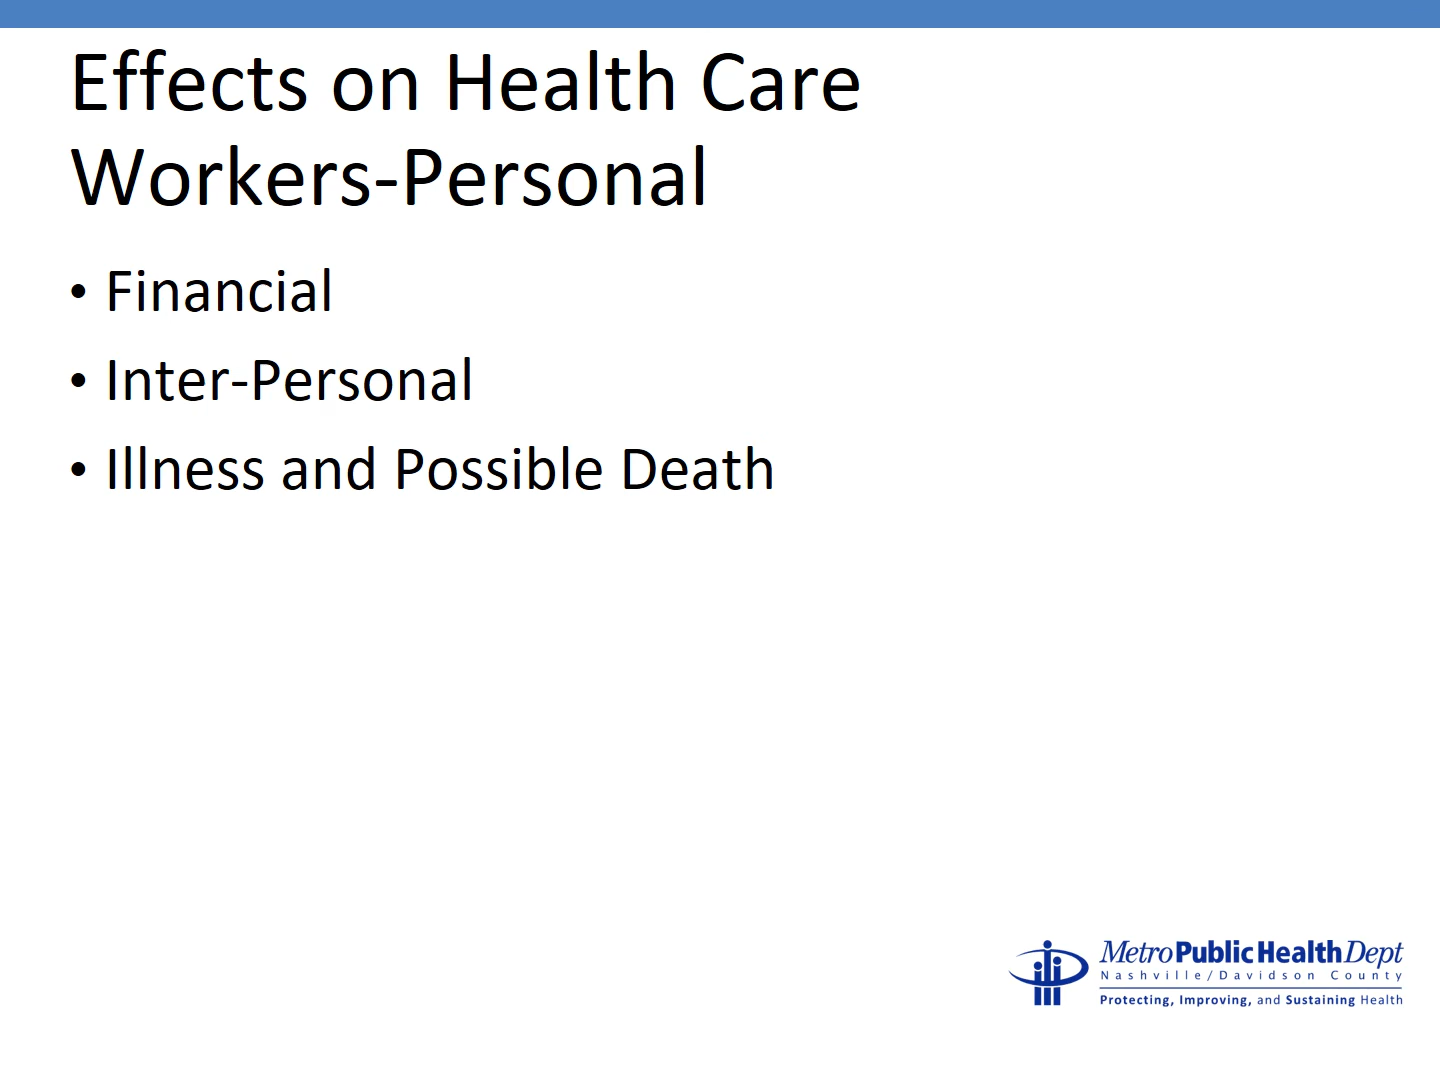 Effects on Health Care
Workers-Personal
• Financial
• Inter-Personal
• Illness and Possible Death
Metro Public Health Dept
Nashville/Davidson County
Protecting, Improving, and Sustaining Health